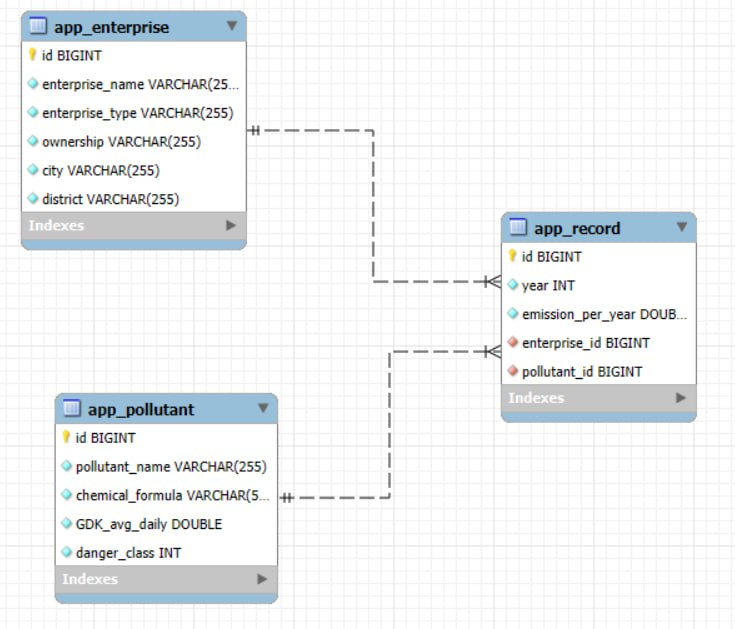 app_enterprise
id BIGINT
enterprise_name VARCHAR(25...
enterprise_type VARCHAR(255)
ownership VARCHAR(255)
city VARCHAR(255)
district VARCHAR(255)
Indexes
app_record
id BIGINT
year INT
emission_per_year DOUB...
enterprise_id BIGINT
pollutant_id BIGINT
Indexes
app_pollutant
id BIGINT
pollutant_name VARCHAR(255)
chemical_formula VARCHAR(5...
GDK_avg_daily DOUBLE
danger_class INT
Indexes